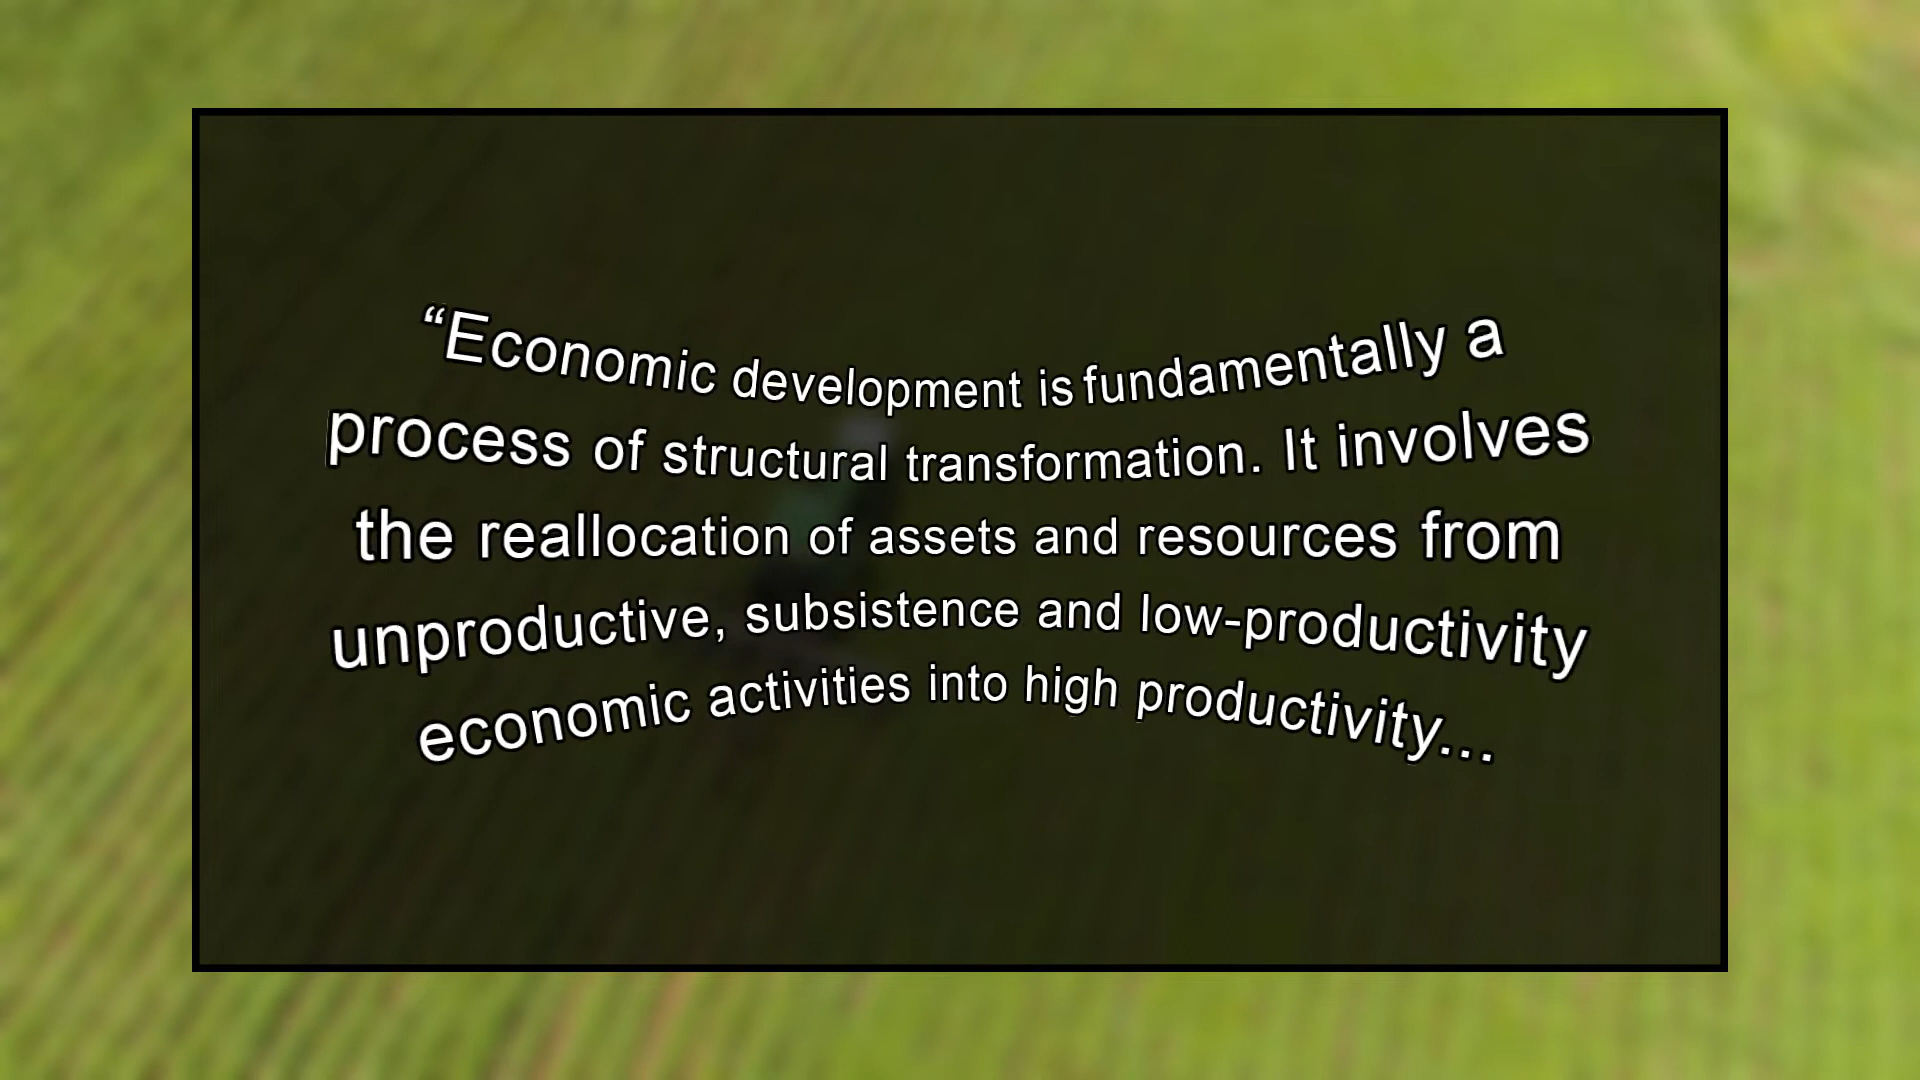 “Economic development is fundamentally a
process of structural transformation. It involves
the reallocation of assets and resources from
unproductive, subsistence and low-productivity
economic activities into high productivity...